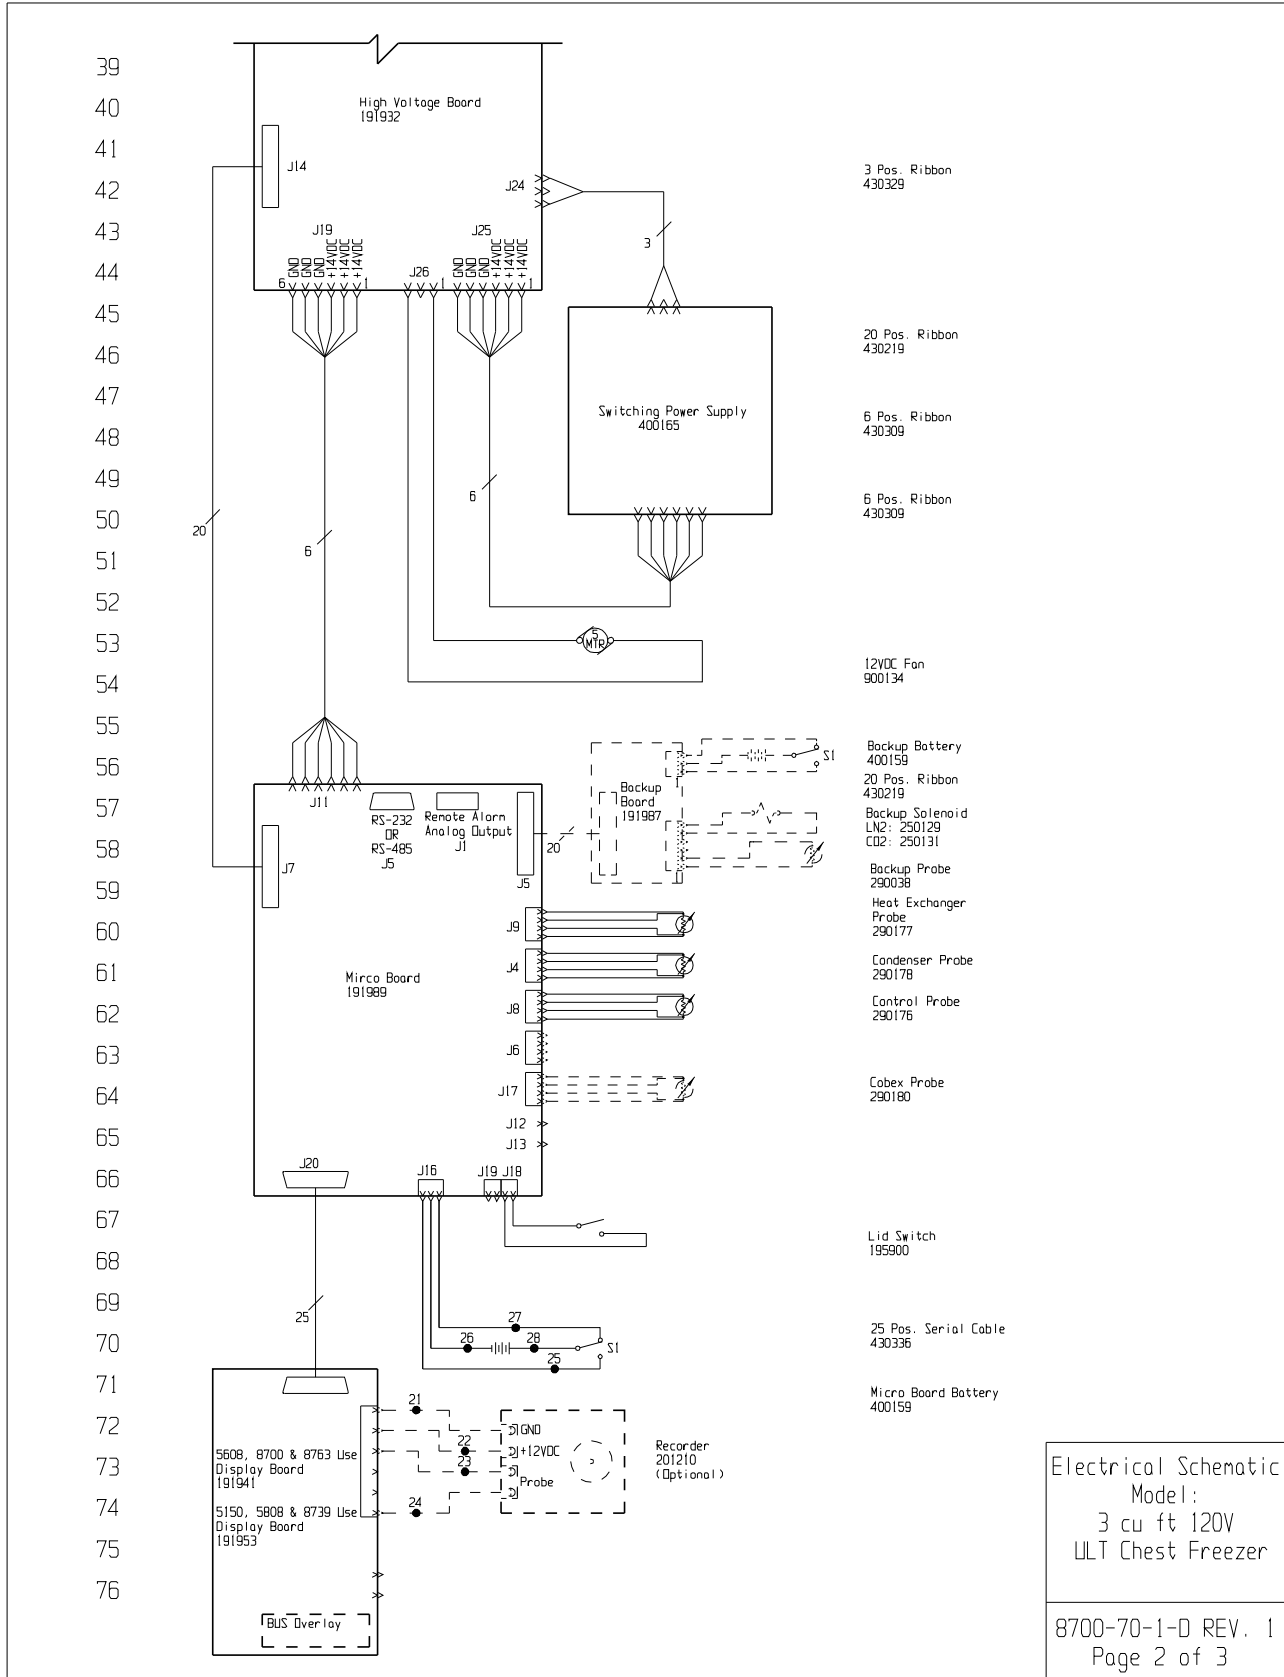 39
40
41
42
43
44
45
46
47
48
49
50
51
52
53
54
55
56
57
58
59
60
61
62
63
64
65
66
67
68
69
70
71
72
73
74
75
76
High Voltage Board
191932
J14
J24
J19
J25
GND
GND
GND
+14VDC
+14VDC
+14VDC
6
1
J26
1
GND
GND
GND
+14VDC
+14VDC
+14VDC
1
3
Switching Power Supply
400165
20
6
6
5
MTR
J11
RS-232
OR
RS-485
J5
Remote Alarm
Analog Output
J1
J7
J5
20
Backup
Board
191987
1
1
S1
J9
J4
J8
J6
J17
J12
J13
Mirco Board
191989
J20
J16
J19
J18
25
27
26
28
25
S1
21
22
23
24
5608, 8700 & 8763 Use
Display Board
191941
5150, 5808 & 8739 Use
Display Board
191953
BUS Overlay
GND
+12VDC
Probe
Recorder
201210
(Optional)
3 Pos. Ribbon
430329
20 Pos. Ribbon
430219
6 Pos. Ribbon
430309
6 Pos. Ribbon
430309
12VDC Fan
900134
Backup Battery
400159
20 Pos. Ribbon
430219
Backup Solenoid
LN2: 250129
CO2: 250131
Backup Probe
290038
Heat Exchanger
Probe
290177
Condenser Probe
290178
Control Probe
290176
Cobex Probe
290180
Lid Switch
195900
25 Pos. Serial Cable
430336
Micro Board Battery
400159
Electrical Schematic
Model:
3 cu ft 120V
ULT Chest Freezer
8700-70-1-D REV. 1
Page 2 of 3